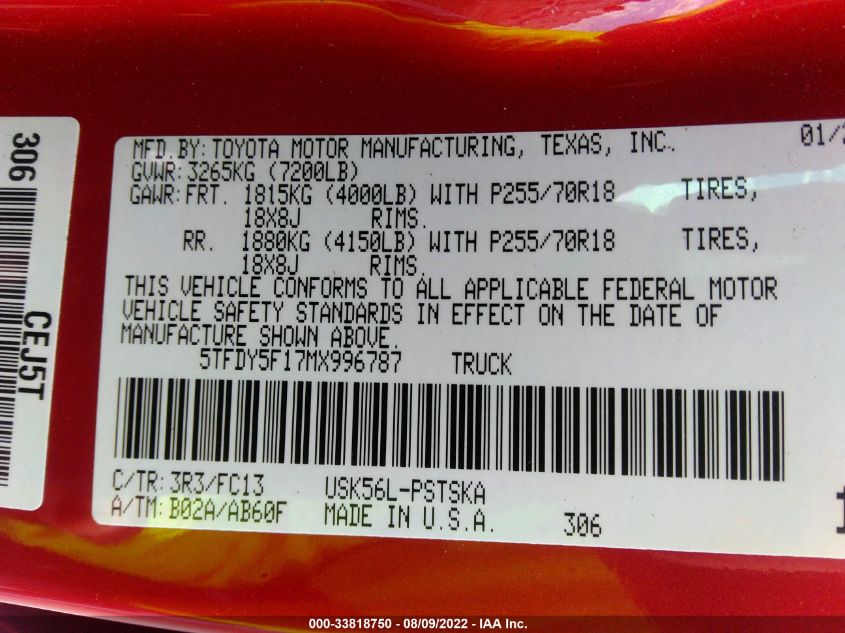 306
CEJ5T
MFD.BY:TOYOTA MOTOR MANUFACTURING, TEXAS, INC.
GVWR:3265KG (7200LB)
GAWR:FRT. 1815KG (4000LB) WITH P255/70R18 TIRES,
18X8J RIMS.
RR. 1880KG (4150LB) WITH P255/70R18 TIRES,
18X8J RIMS.
THIS VEHICLE CONFORMS TO ALL APPLICABLE FEDERAL MOTOR
VEHICLE SAFETY STANDARDS IN EFFECT ON THE DATE OF
MANUFACTURE SHOWN ABOVE.
5TFDY5F17MX996787 TRUCK
C/TR:3R3/FC13 USK56L-PSTSKA
A/TM:B02A/AB60F MADE IN U.S.A. 306
000-33818750 - 08/09/2022 - IAA Inc.